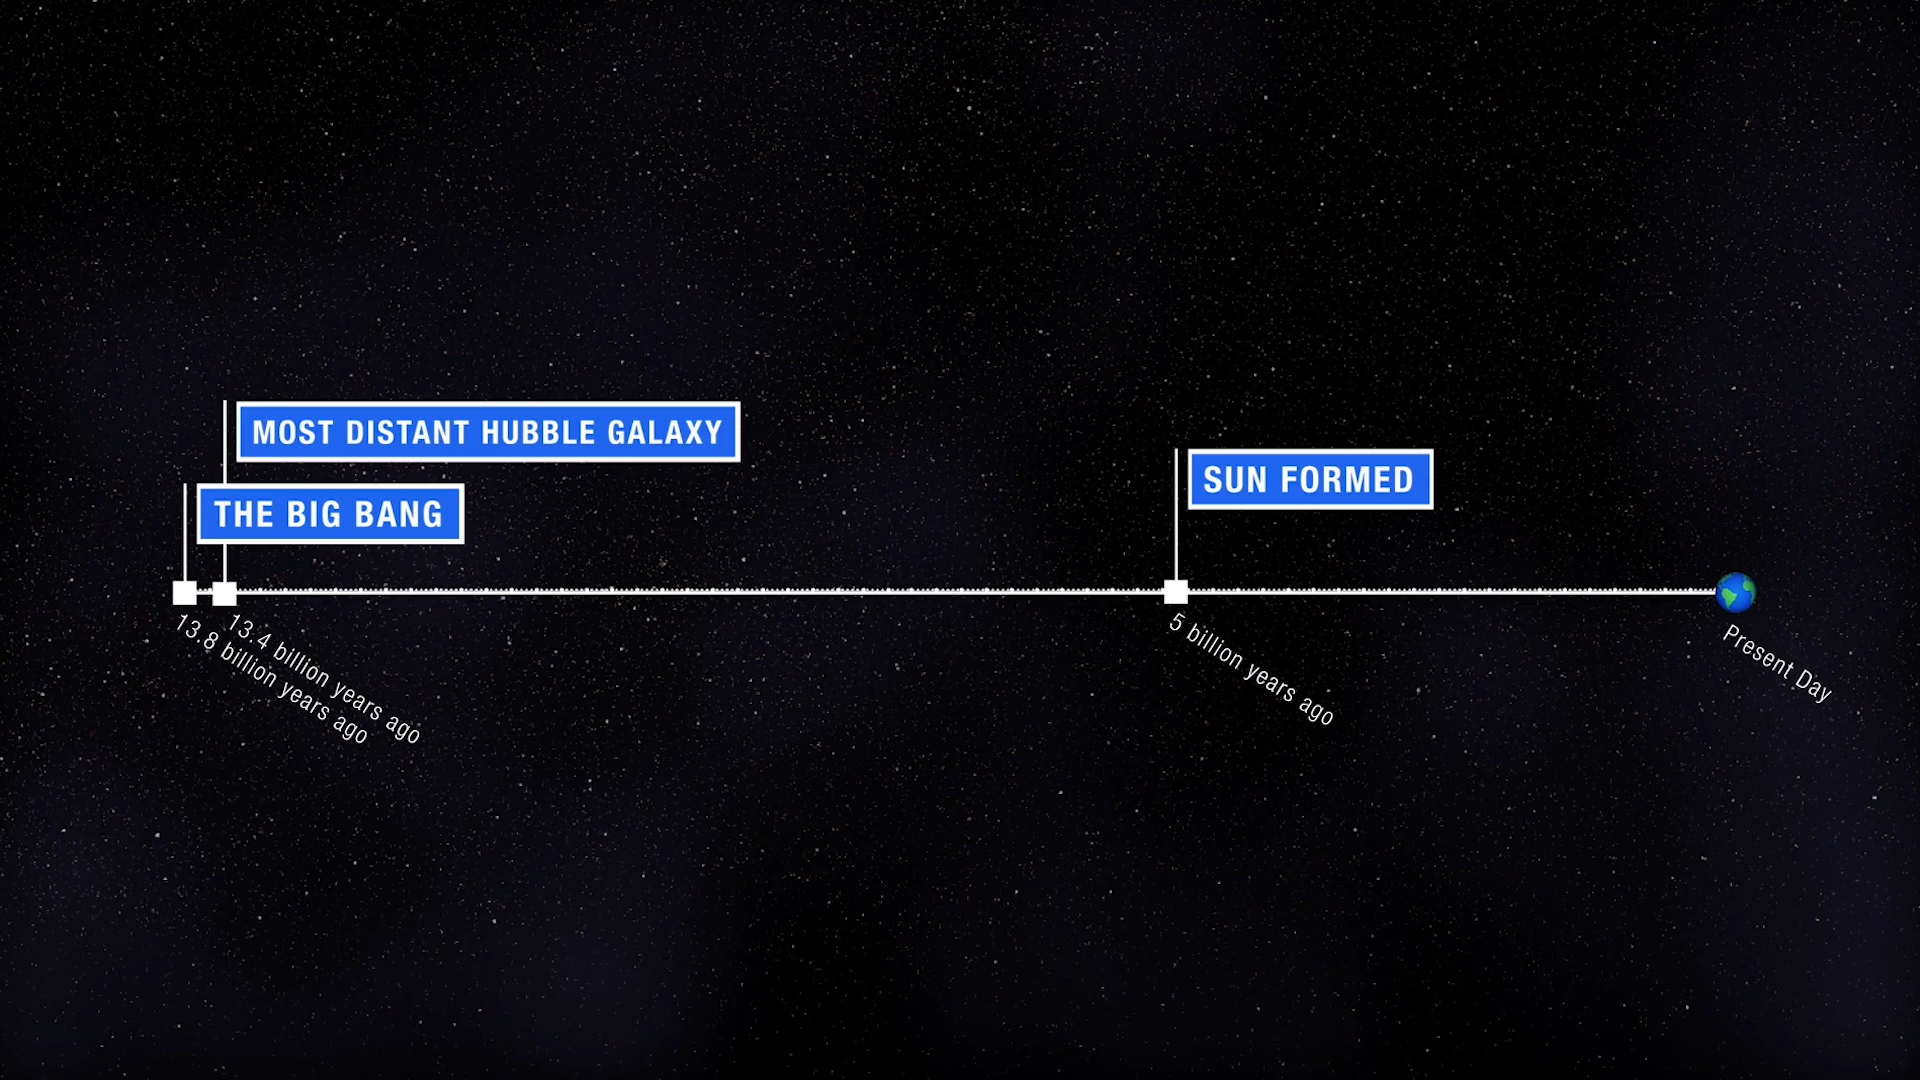 MOST DISTANT HUBBLE GALAXY
THE BIG BANG
SUN FORMED
13.8 billion years ago
13.4 billion years ago
5 billion years ago
Present Day